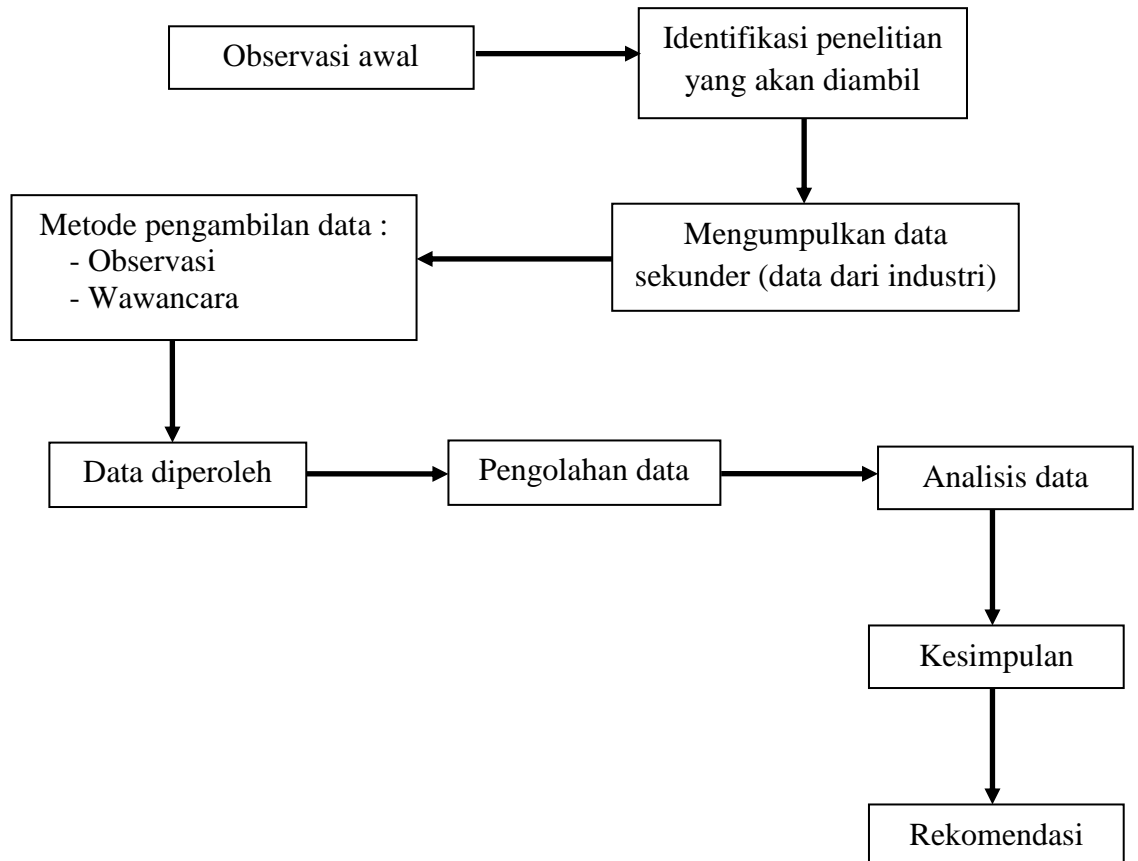 Observasi awal
Identifikasi penelitian
yang akan diambil
Mengumpulkan data
sekunder (data dari industri)
Metode pengambilan data :
- Observasi
- Wawancara
Data diperoleh
Pengolahan data
Analisis data
Kesimpulan
Rekomendasi